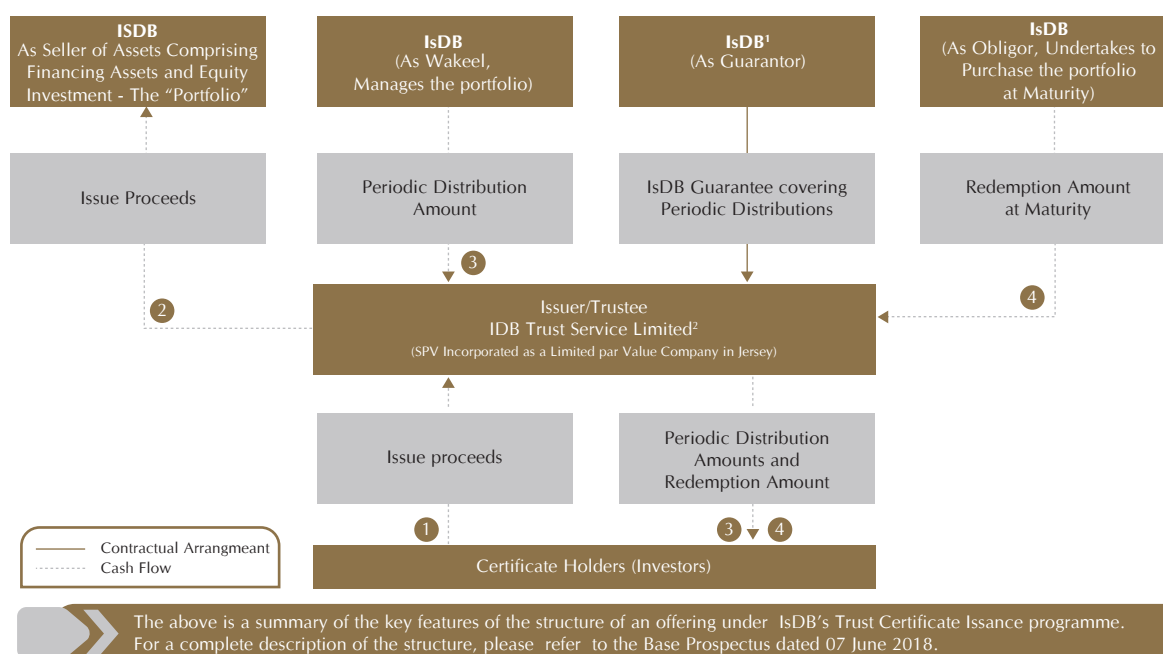 ISDB
As Seller of Assets Comprising
Financing Assets and Equity
Investment - The “Portfolio”
IsDB
(As Wakeel,
Manages the portfolio)
IsDB¹
(As Guarantor)
IsDB
(As Obligor, Undertakes to
Purchase the portfolio
at Maturity)
Issue Proceeds
Periodic Distribution
Amount
IsDB Guarantee covering
Periodic Distributions
Redemption Amount
at Maturity
2
3
4
Issuer/Trustee
IDB Trust Service Limited²
(SPV Incorporated as a Limited par Value Company in Jersey)
Issue proceeds
Periodic Distribution
Amounts and
Redemption Amount
1
3 4
Certificate Holders (Investors)
Contractual Arrangmeant
Cash Flow
The above is a summary of the key features of the structure of an offering under IsDB’s Trust Certificate Issance programme.
For a complete description of the structure, please refer to the Base Prospectus dated 07 June 2018.